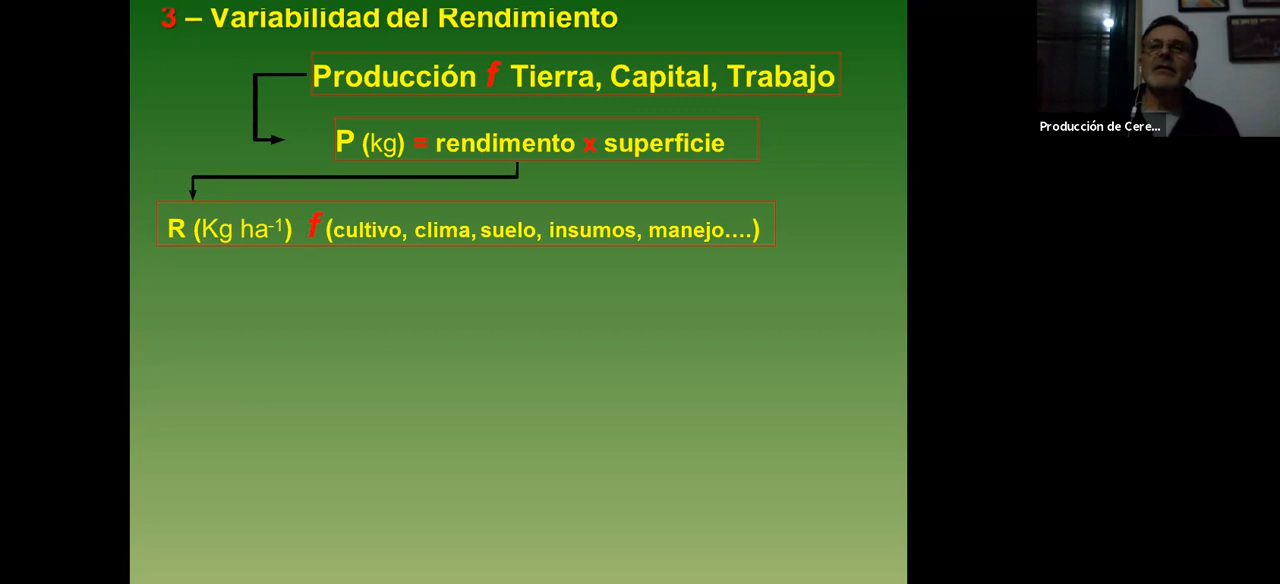 3 – Variabilidad del Rendimiento
Producción f Tierra, Capital, Trabajo
P (kg) = rendimento x superficie
R (Kg ha-1) f (cultivo, clima, suelo, insumos, manejo....)
Producción de Cere...